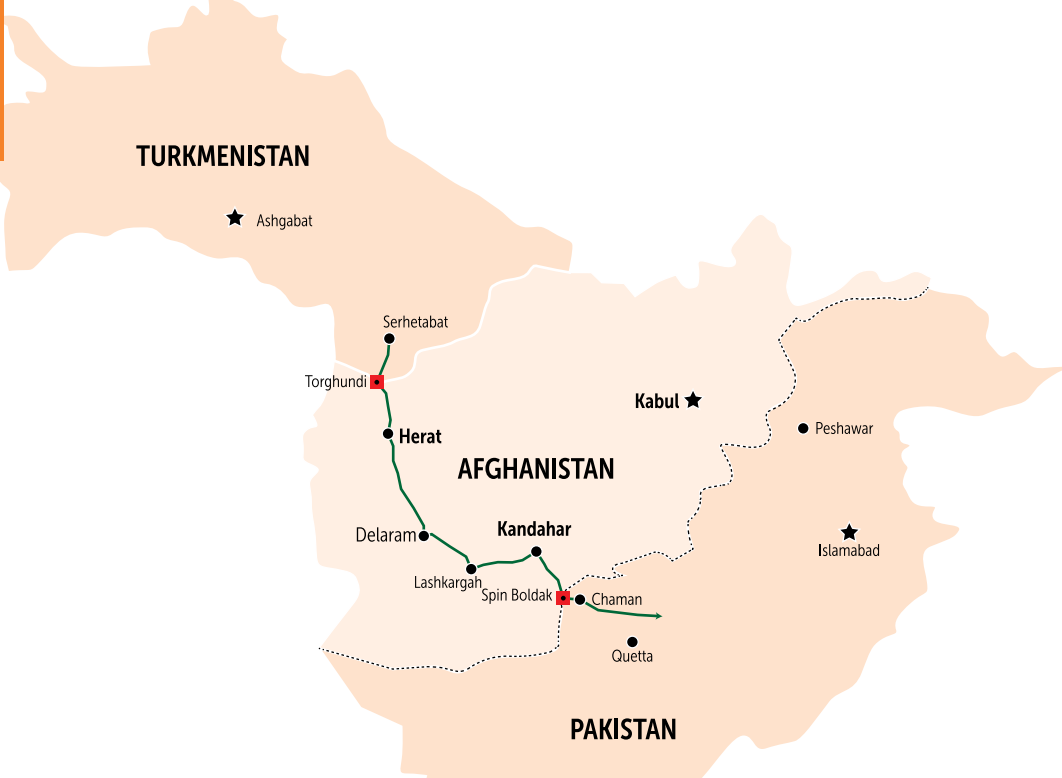 TURKMENISTAN
Ashgabat
Serhetabat
Torghundi
Kabul
Herat
Peshawar
AFGHANISTAN
Kandahar
Delaram
Islamabad
Lashkargah
Spin Boldak
Chaman
Quetta
PAKISTAN